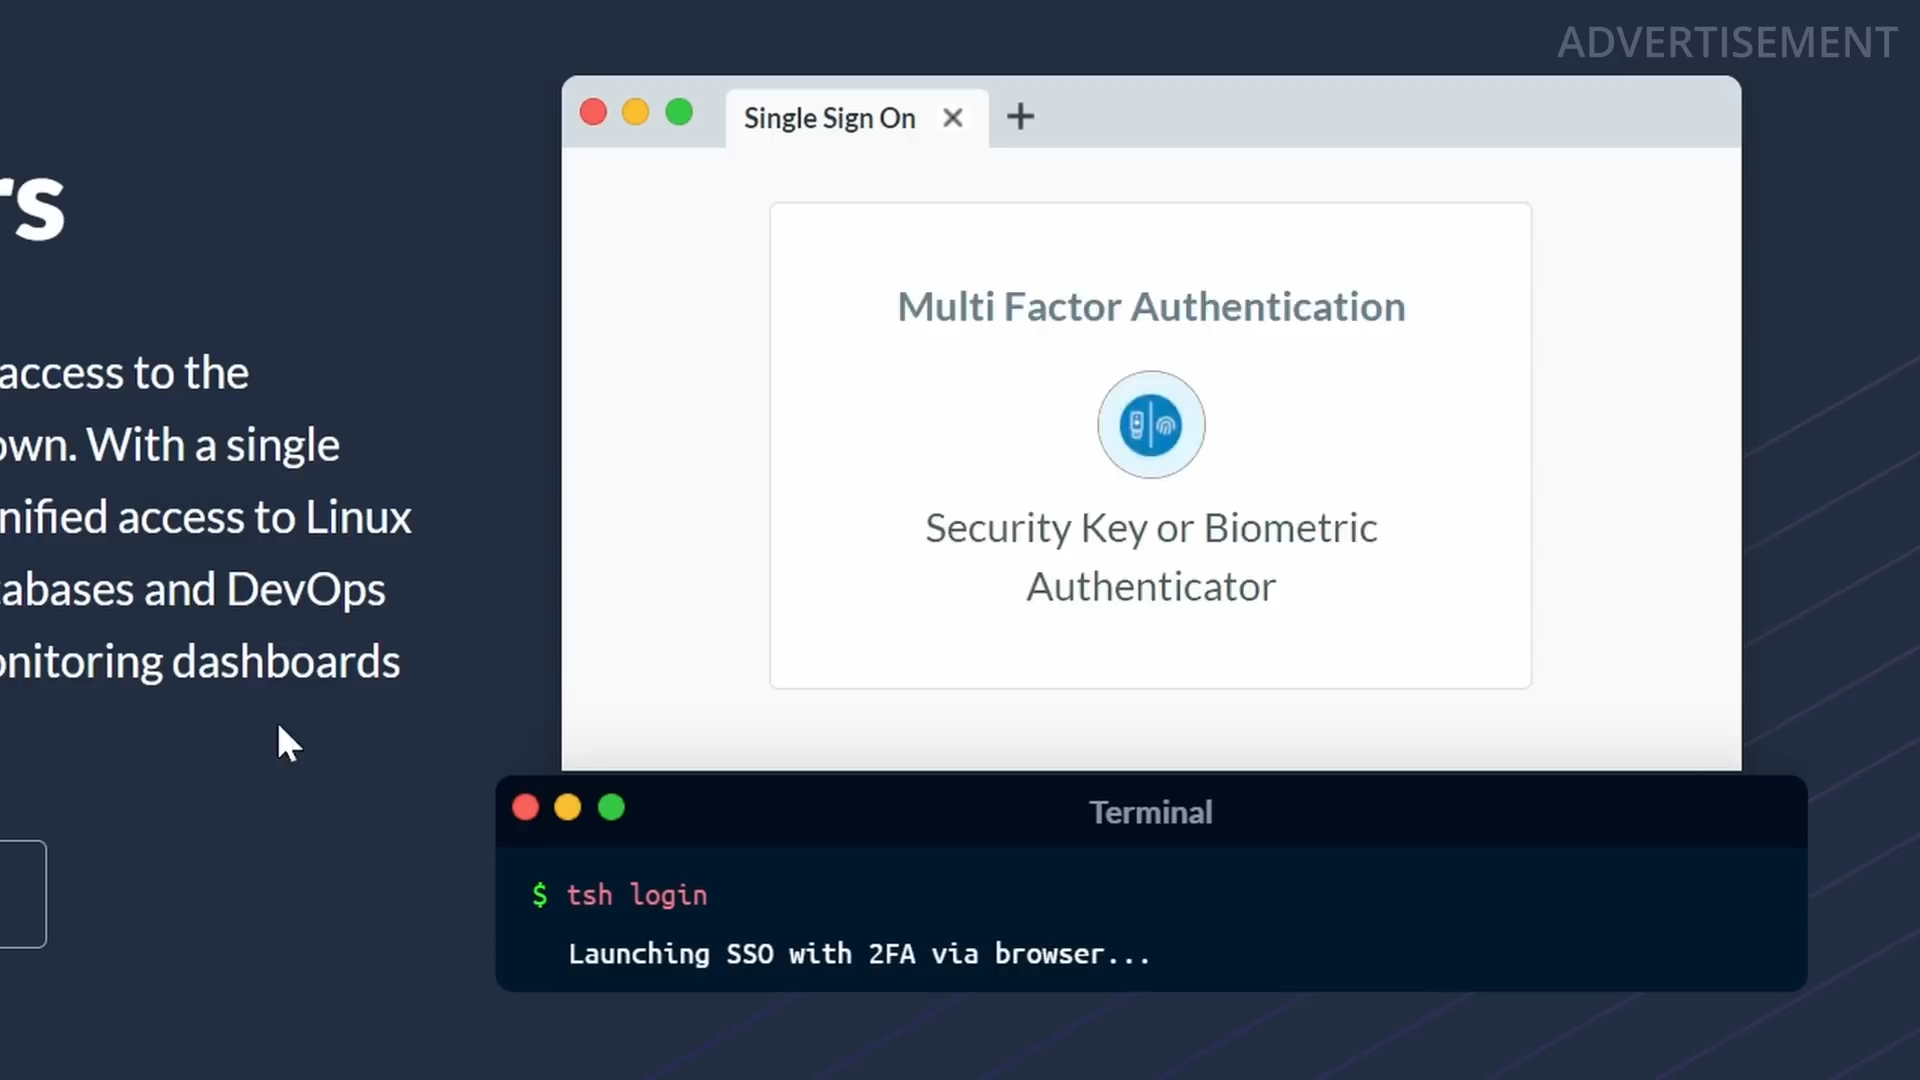 ADVERTISEMENT
Single Sign On
rs
access to the
own. With a single
nified access to Linux
tabases and DevOps
onitoring dashboards
Multi Factor Authentication
Security Key or Biometric
Authenticator
Terminal
$ tsh login
Launching SSO with 2FA via browser...